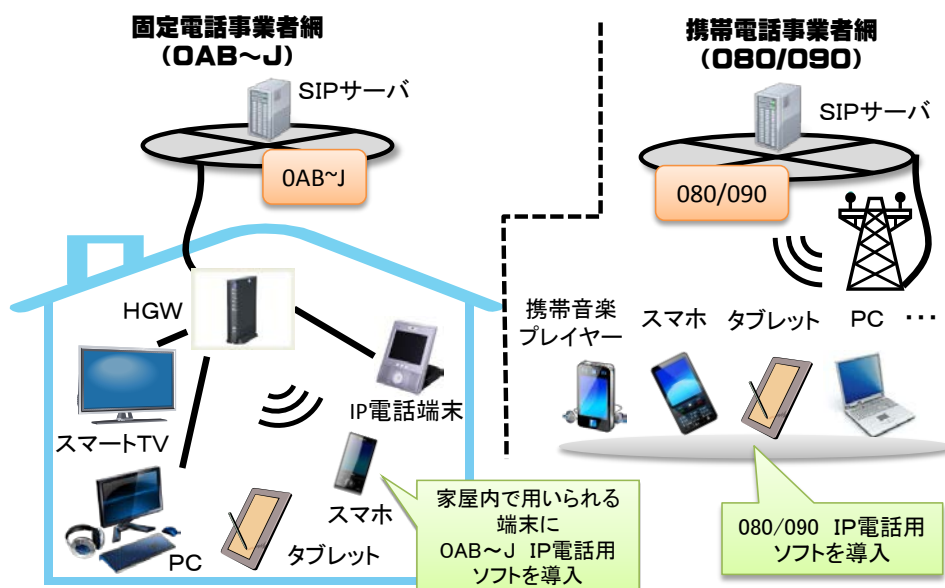 固定電話事業者網
(0AB～J)
SIPサーバ
0AB~J
HGW
スマートTV
IP電話端末
スマホ
PC
タブレット
家屋内で用いられる
端末に
0AB～J IP電話用
ソフトを導入
携帯電話事業者網
(080/090)
SIPサーバ
080/090
携帯音楽
プレイヤー
スマホ
タブレット
PC
･･･
080/090 IP電話用
ソフトを導入